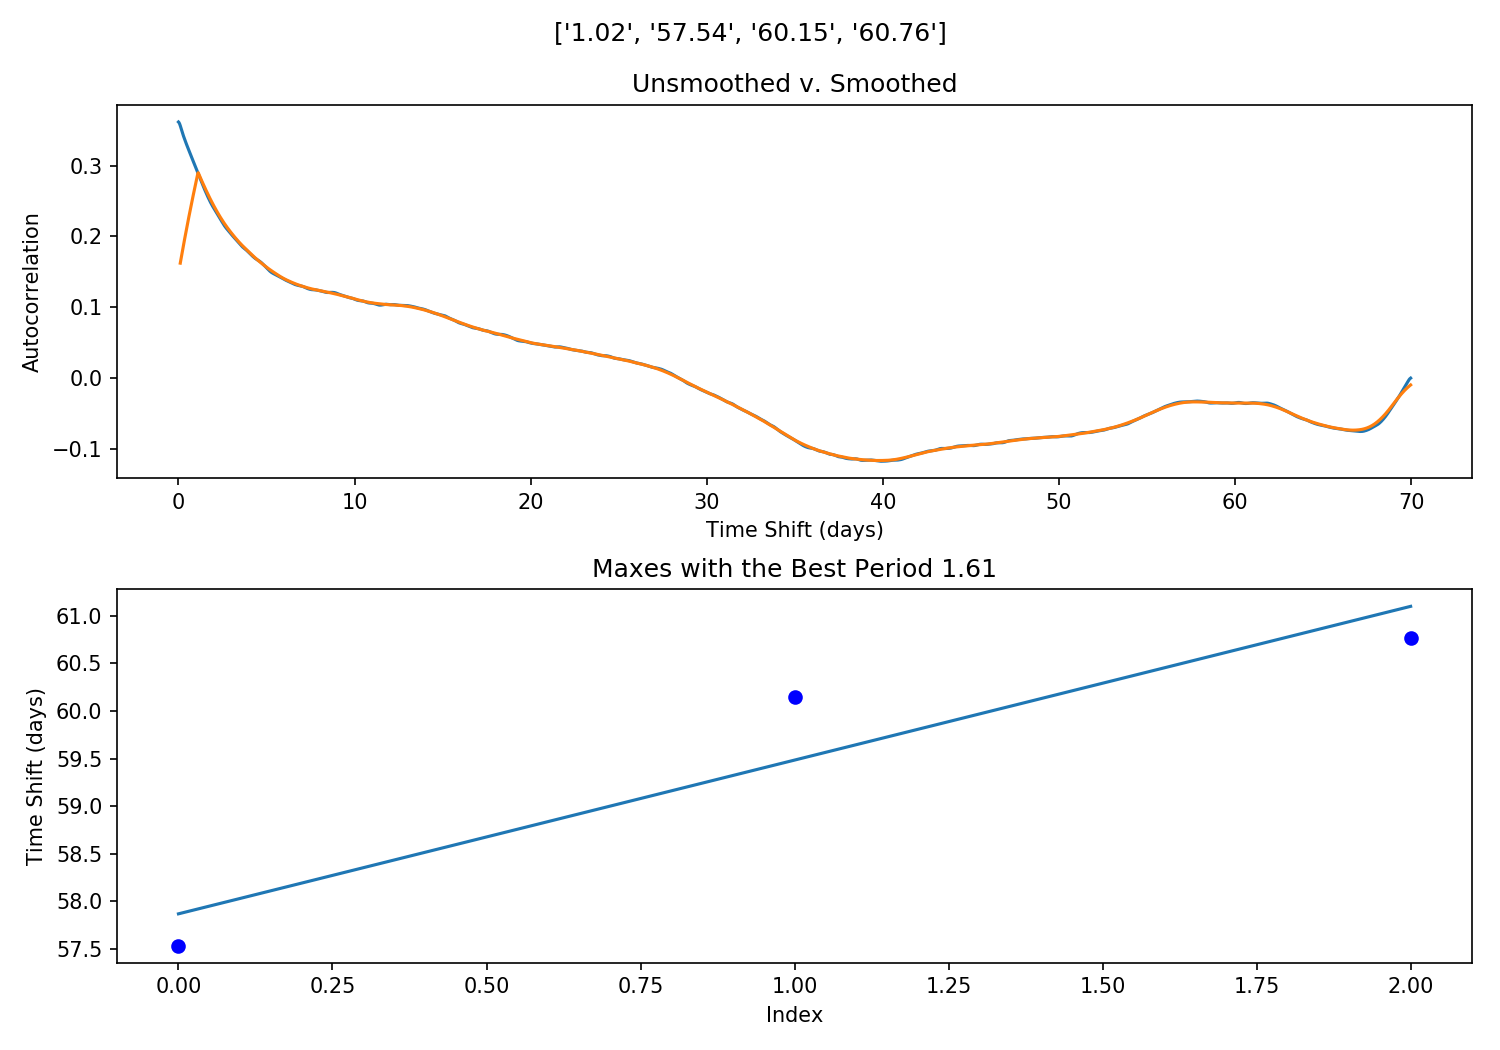 ['1.02', '57.54', '60.15', '60.76']
Unsmoothed v. Smoothed
Autocorrelation
0.3
0.2
0.1
0.0
−0.1
0 10 20 30 40 50 60 70
Time Shift (days)
Maxes with the Best Period 1.61
Time Shift (days)
61.0
60.5
60.0
59.5
59.0
58.5
58.0
57.5
0.00 0.25 0.50 0.75 1.00 1.25 1.50 1.75 2.00
Index